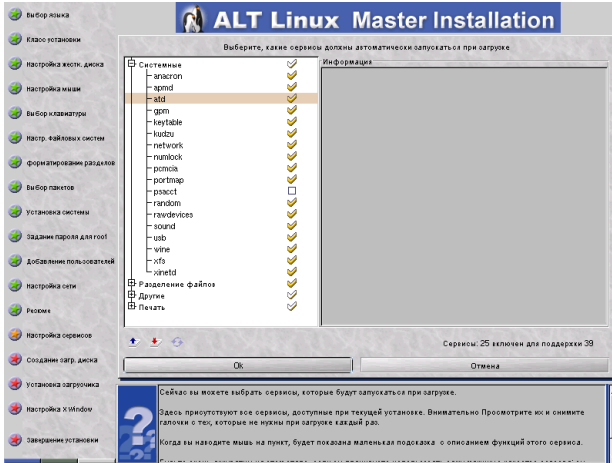 ALT Linux Master Installation
Выбор языка
Класс установки
Настройка жестк. диска
Настройка мыши
Выбор клавиатуры
Настр. файловых систем
Форматирование разделов
Выбор пакетов
Установка системы
Задание пароля для root
Добавление пользователей
Настройка сети
Резюме
Настройка сервисов
Создание загр. диска
Установка загрузчика
Настройка X Window
Завершение установки
Выберите, какие сервисы должны автоматически запускаться при загрузке
Системные
anacron
apmd
atd
gpm
keytable
kudzu
network
numlock
pcmcia
portmap
psacct
random
rawdevices
sound
usb
wine
xfs
xinetd
Разделение файлов
Другие
Печать
Информация
Сервисы: 25 включен для поддержки 39
Ok
Отмена
Сейчас вы можете выбрать сервисы, которые будут запускаться при загрузке.
Здесь присутствуют все сервисы, доступные при текущей установке. Внимательно Просмотрите их и снимите
галочки с тех, которые не нужны при загрузке каждый раз.
Когда вы наводите мышь на пункт, будет показана маленькая подсказка с описанием функций этого сервиса.